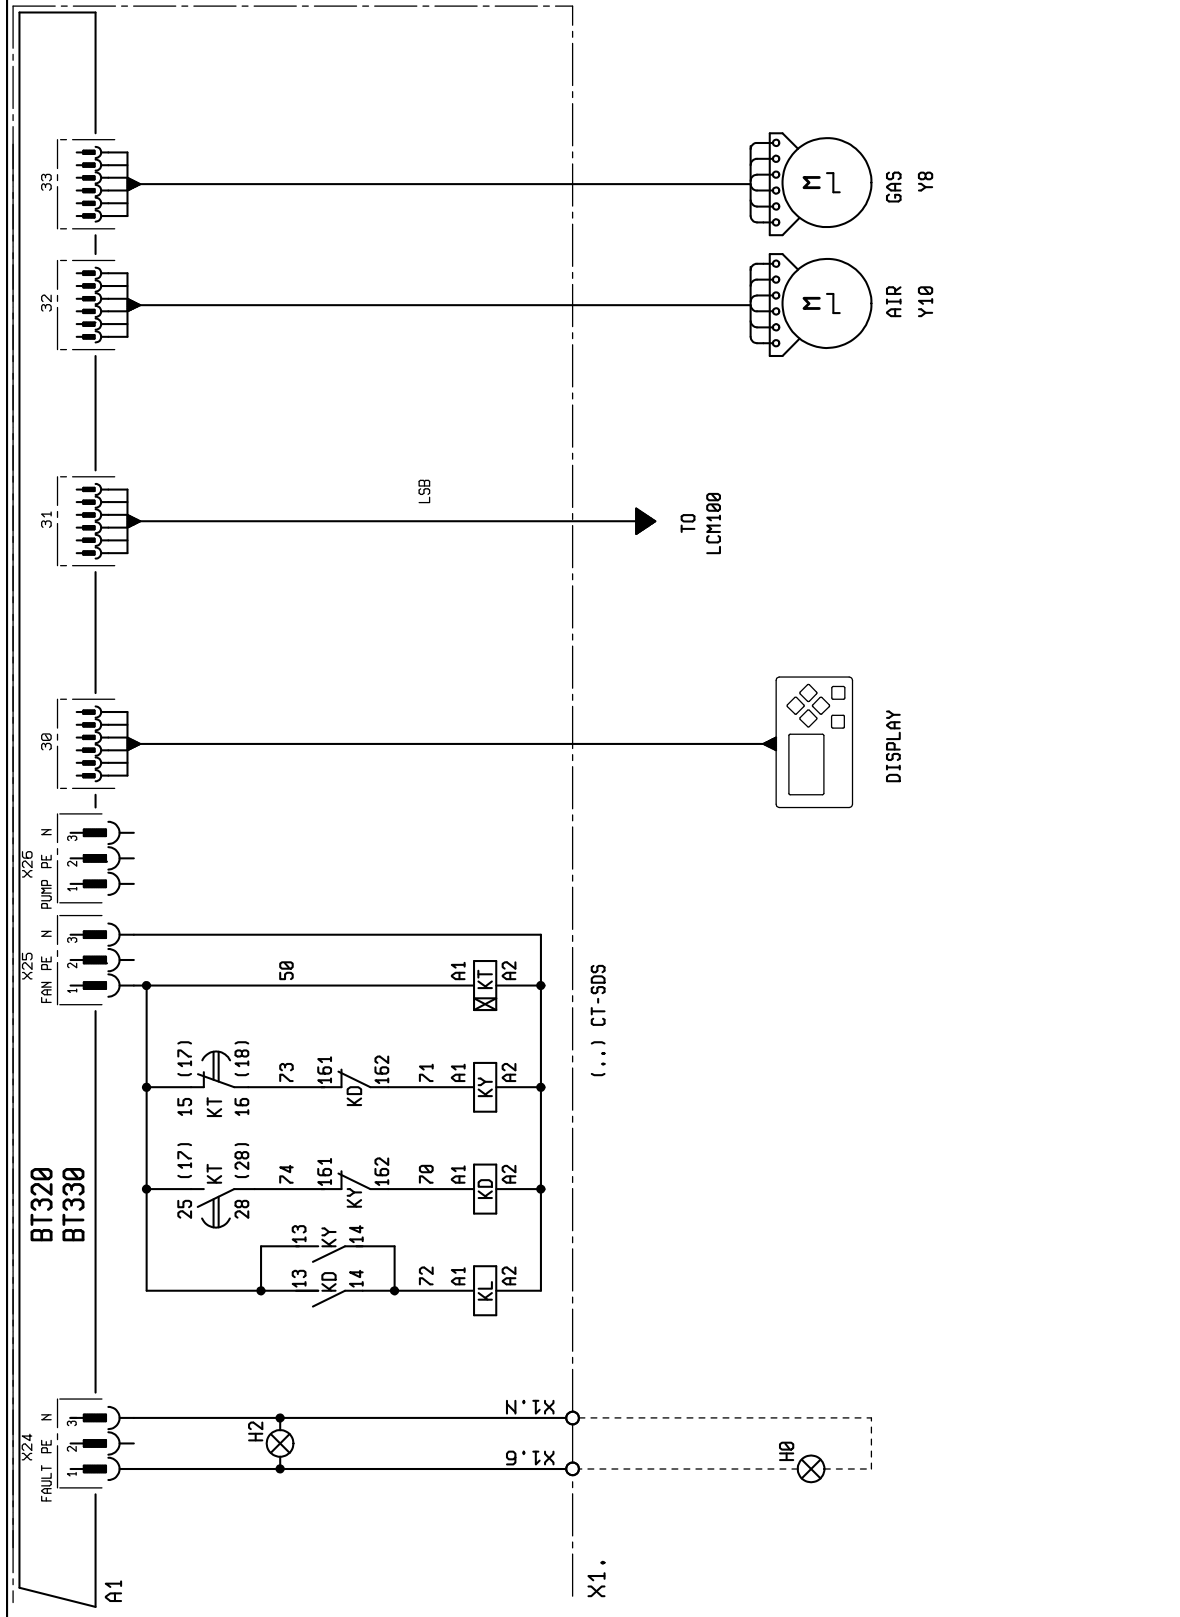 A1
BT320
BT330
X24
FAULT PE N
1 2 3
X25
FAN PE N
1 2 3
X26
PUMP PE N
1 2 3
30
31
32
33
H2
X1.6
X1.N
H0
X1.
13 KD 14
13 KY 14
72
A1 KL A2
25 (17)
KT
28 (28)
74
161 KY 162
70
A1 KD A2
15 (17)
KT
16 (18)
73
161 KD 162
71
A1 KY A2
50
A1 KT A2
(..) CT-SDS
DISPLAY
LSB
TO
LCM100
M
AIR
Y10
M
GAS
Y8